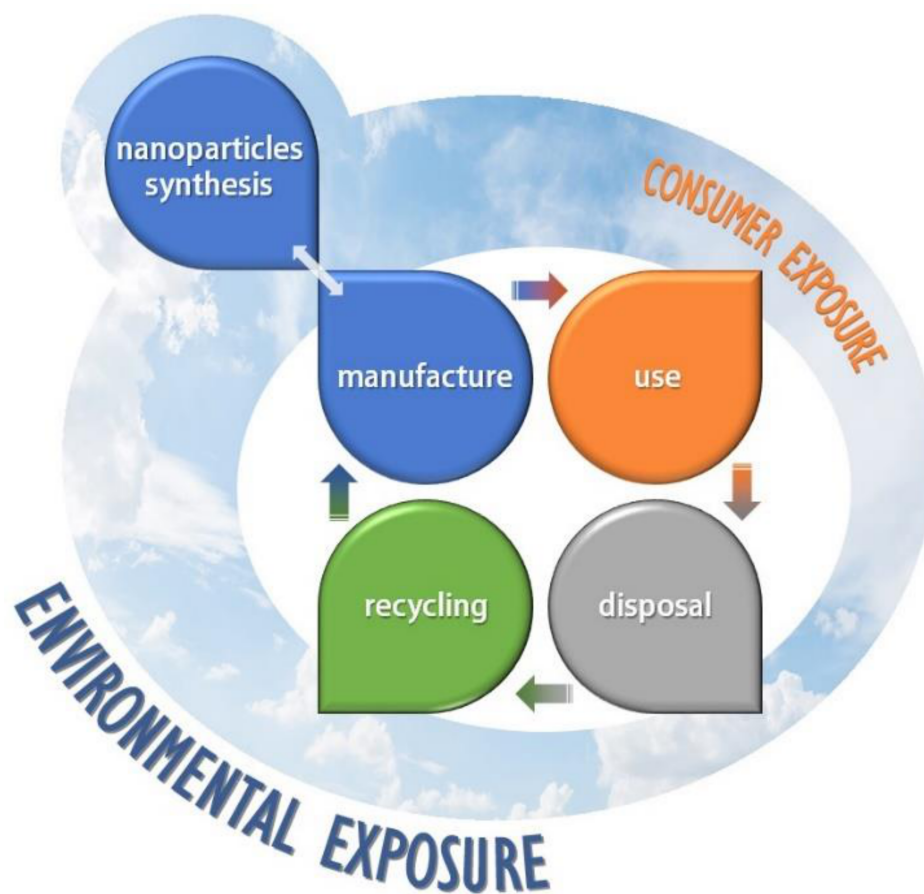 nanoparticles
synthesis
CONSUMER EXPOSURE
manufacture
use
recycling
disposal
ENVIRONMENTAL EXPOSURE